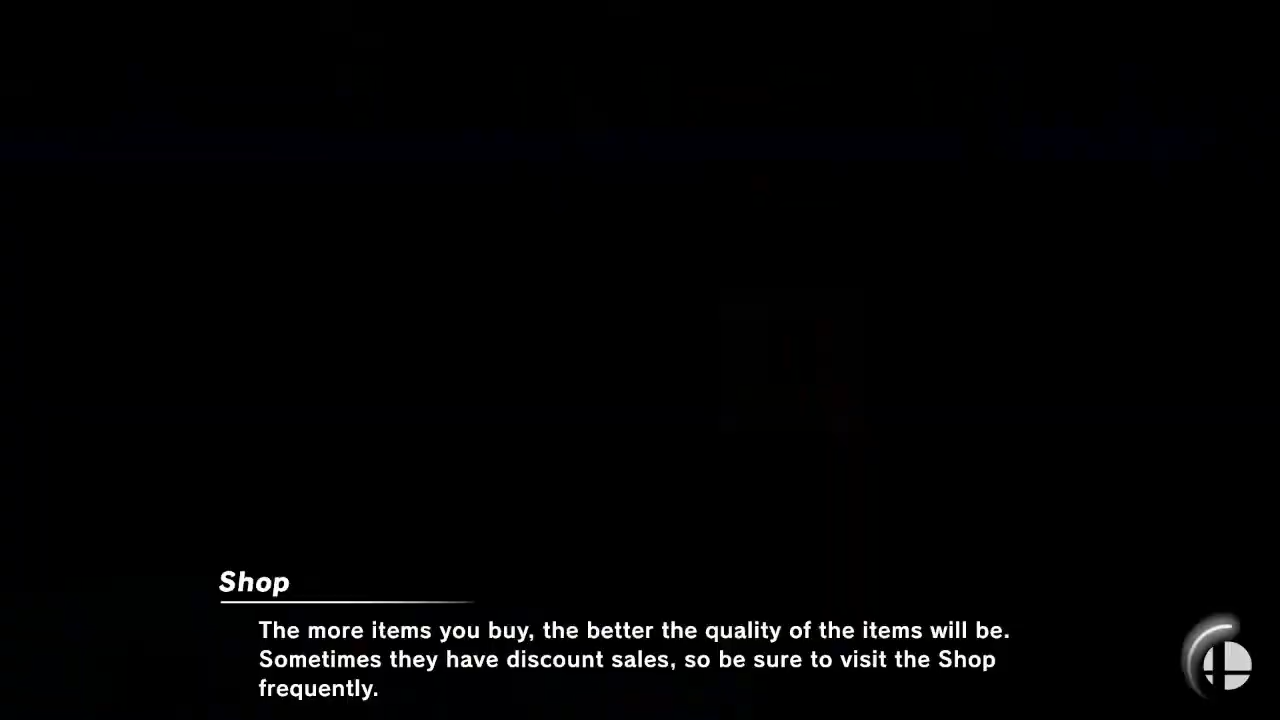 Shop
The more items you buy, the better the quality of the items will be.
Sometimes they have discount sales, so be sure to visit the Shop
frequently.